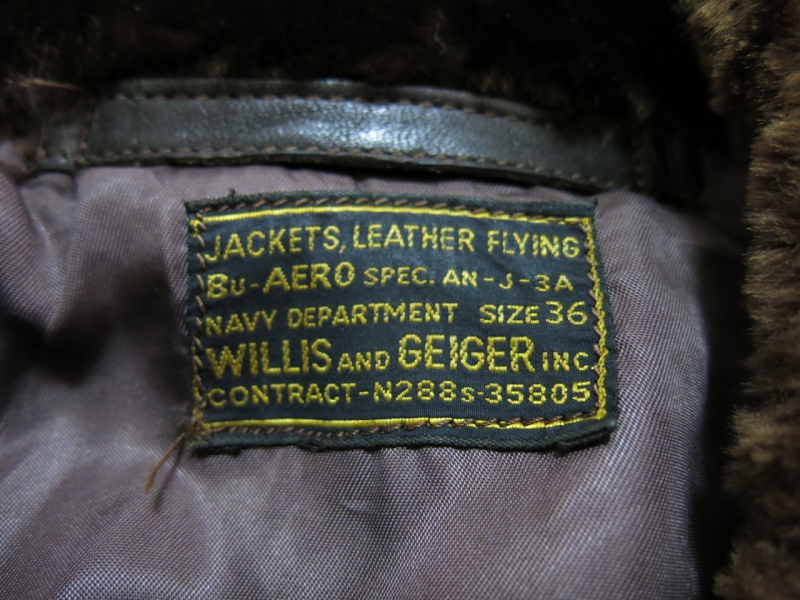 JACKETS, LEATHER FLYING
Bu-AERO SPEC. AN-J-3A
NAVY DEPARTMENT SIZE 36
WILLIS AND GEIGER INC.
CONTRACT-N288s-35805